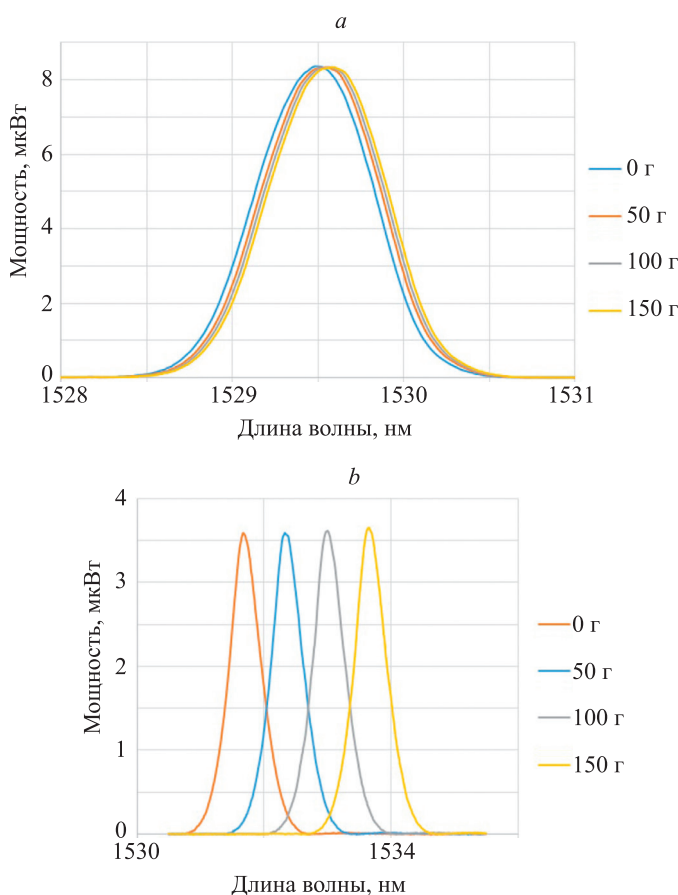 a
Мощность, мкВт
8
6
4
2
0
1528 1529 1530 1531
Длина волны, нм
0 г
50 г
100 г
150 г
b
Мощность, мкВт
4
3
2
1
0
1530 1534
Длина волны, нм
0 г
50 г
100 г
150 г